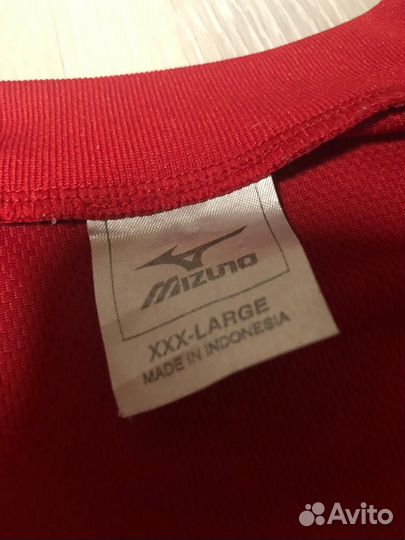 MIZUNO
XXX-LARGE
MADE IN INDONESIA
Avito